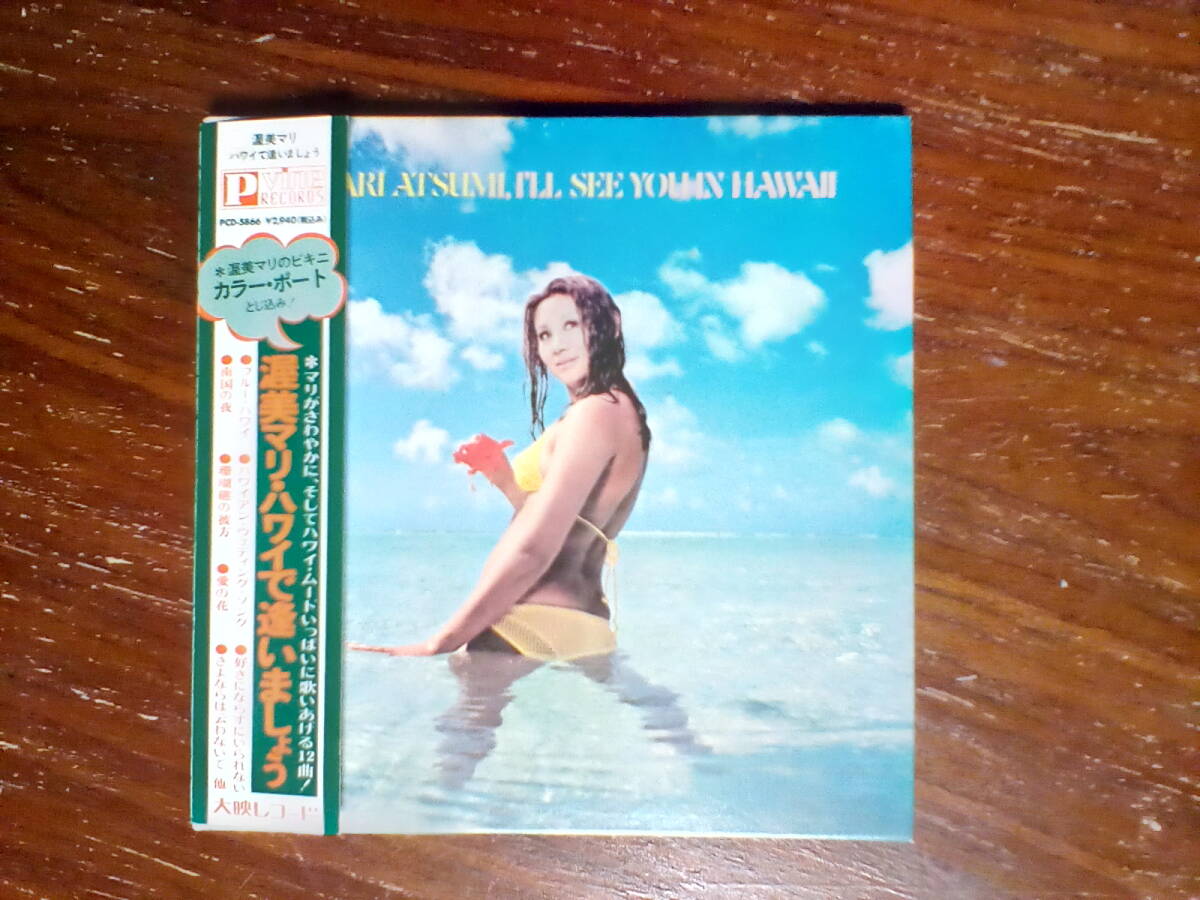 渥美マリ
ハワイで逢いましょう
P VINE
RECORDS
PCD-5866 ¥2,940(税込み)
＊渥美マリのビキニ
カラー・ポート
とじ込み！
＊マリがさわやかに、そしてハワイ・ムードいっぱいに歌いあげる12曲！
渥美マリ・ハワイで逢いましょう
●ブルー・ハワイ ●ハワイアン・ウェディング・ソング ●好きにならずにいられない
●南国の夜 ●珊瑚礁の彼方 ●愛の花 ●さよならは云わないで 他
大映レコード
ARI ATSUMI, I'LL SEE YOU IN HAWAII